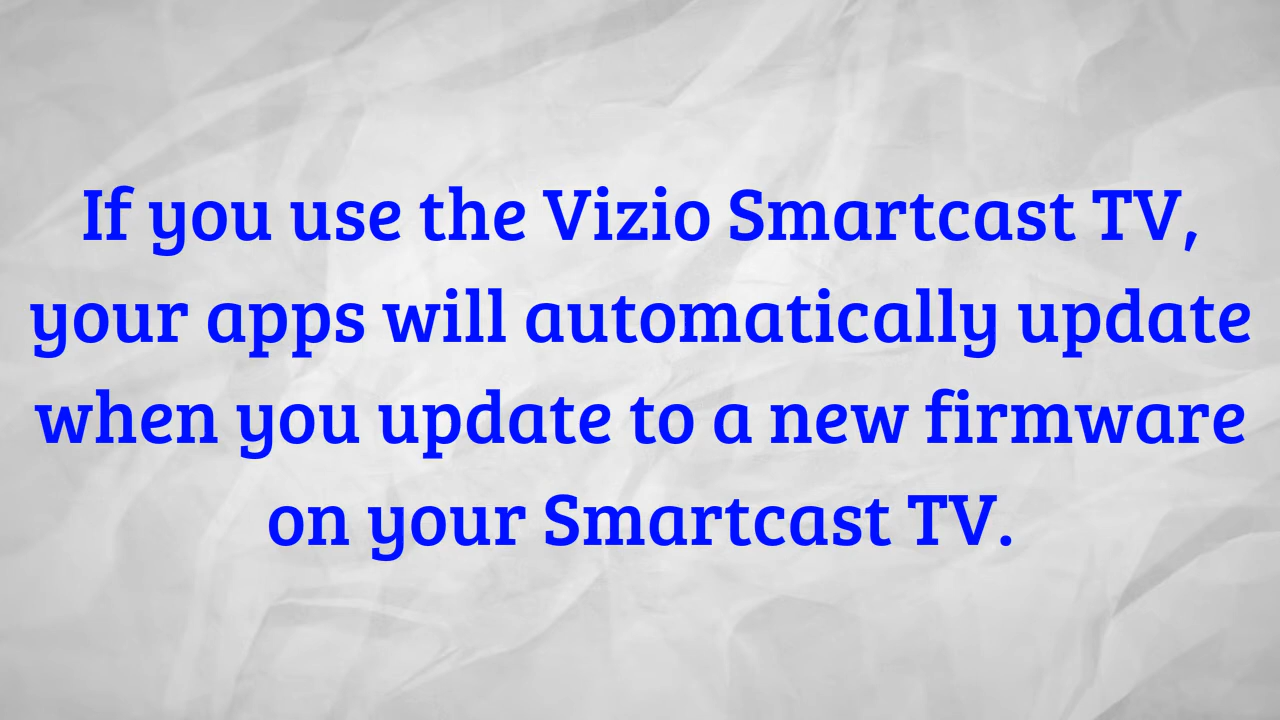 If you use the Vizio Smartcast TV,
your apps will automatically update
when you update to a new firmware
on your Smartcast TV.